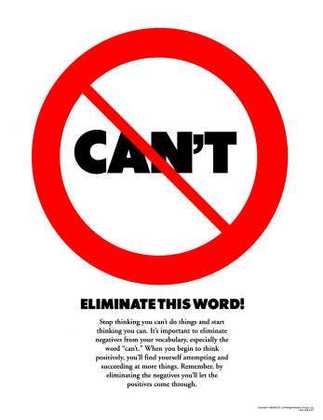 CAN'T
ELIMINATE THIS WORD!
Stop thinking you can't do things and start
thinking you can. It's important to eliminate
negatives from your vocabulary, especially the
word "can't." When you begin to think
positively, you'll find yourself attempting and
succeeding at more things. Remember, by
eliminating the negatives you'll let the
positives come through.